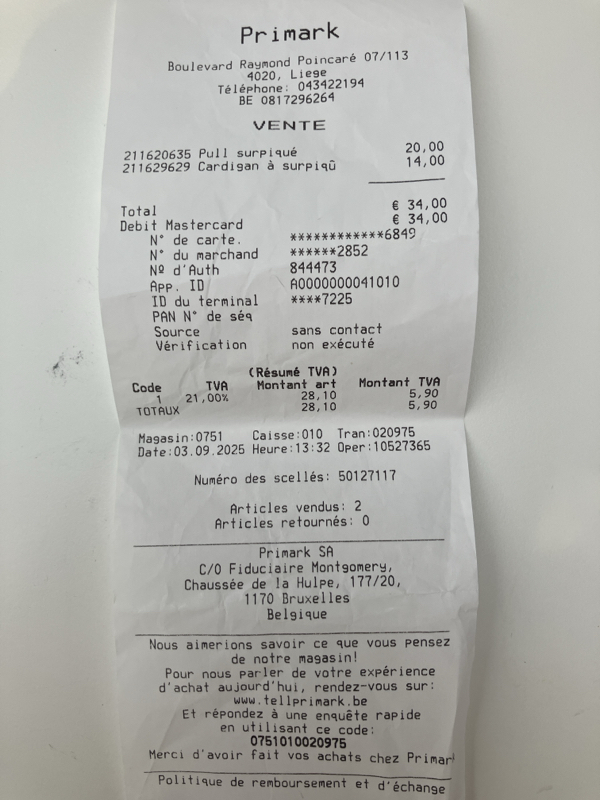 Primark
Boulevard Raymond Poincaré 07/113
4020, Liege
Téléphone: 043422194
BE 0817296264
VENTE
211620635 Pull surpiqué 20,00
211629629 Cardigan à surpiqû 14,00
Total € 34,00
Debit Mastercard € 34,00
N° de carte. ************6849
N° du marchand ******2852
Nº d'Auth 844473
App. ID A0000000041010
ID du terminal ****7225
PAN N° de séq
Source sans contact
Vérification non exécuté
(Résumé TVA)
Code TVA Montant art Montant TVA
1 21,00% 28,10 5,90
TOTAUX 28,10 5,90
Magasin:0751 Caisse:010 Tran:020975
Date:03.09.2025 Heure:13:32 Oper:10527365
Numéro des scellés: 50127117
Articles vendus: 2
Articles retournés: 0
Primark SA
C/O Fiduciaire Montgomery,
Chaussée de la Hulpe, 177/20,
1170 Bruxelles
Belgique
Nous aimerions savoir ce que vous pensez
de notre magasin!
Pour nous parler de votre expérience
d'achat aujourd'hui, rendez-vous sur:
www.tellprimark.be
Et répondez à une enquête rapide
en utilisant ce code:
0751010020975
Merci d'avoir fait vos achats chez Primark
Politique de remboursement et d'échange